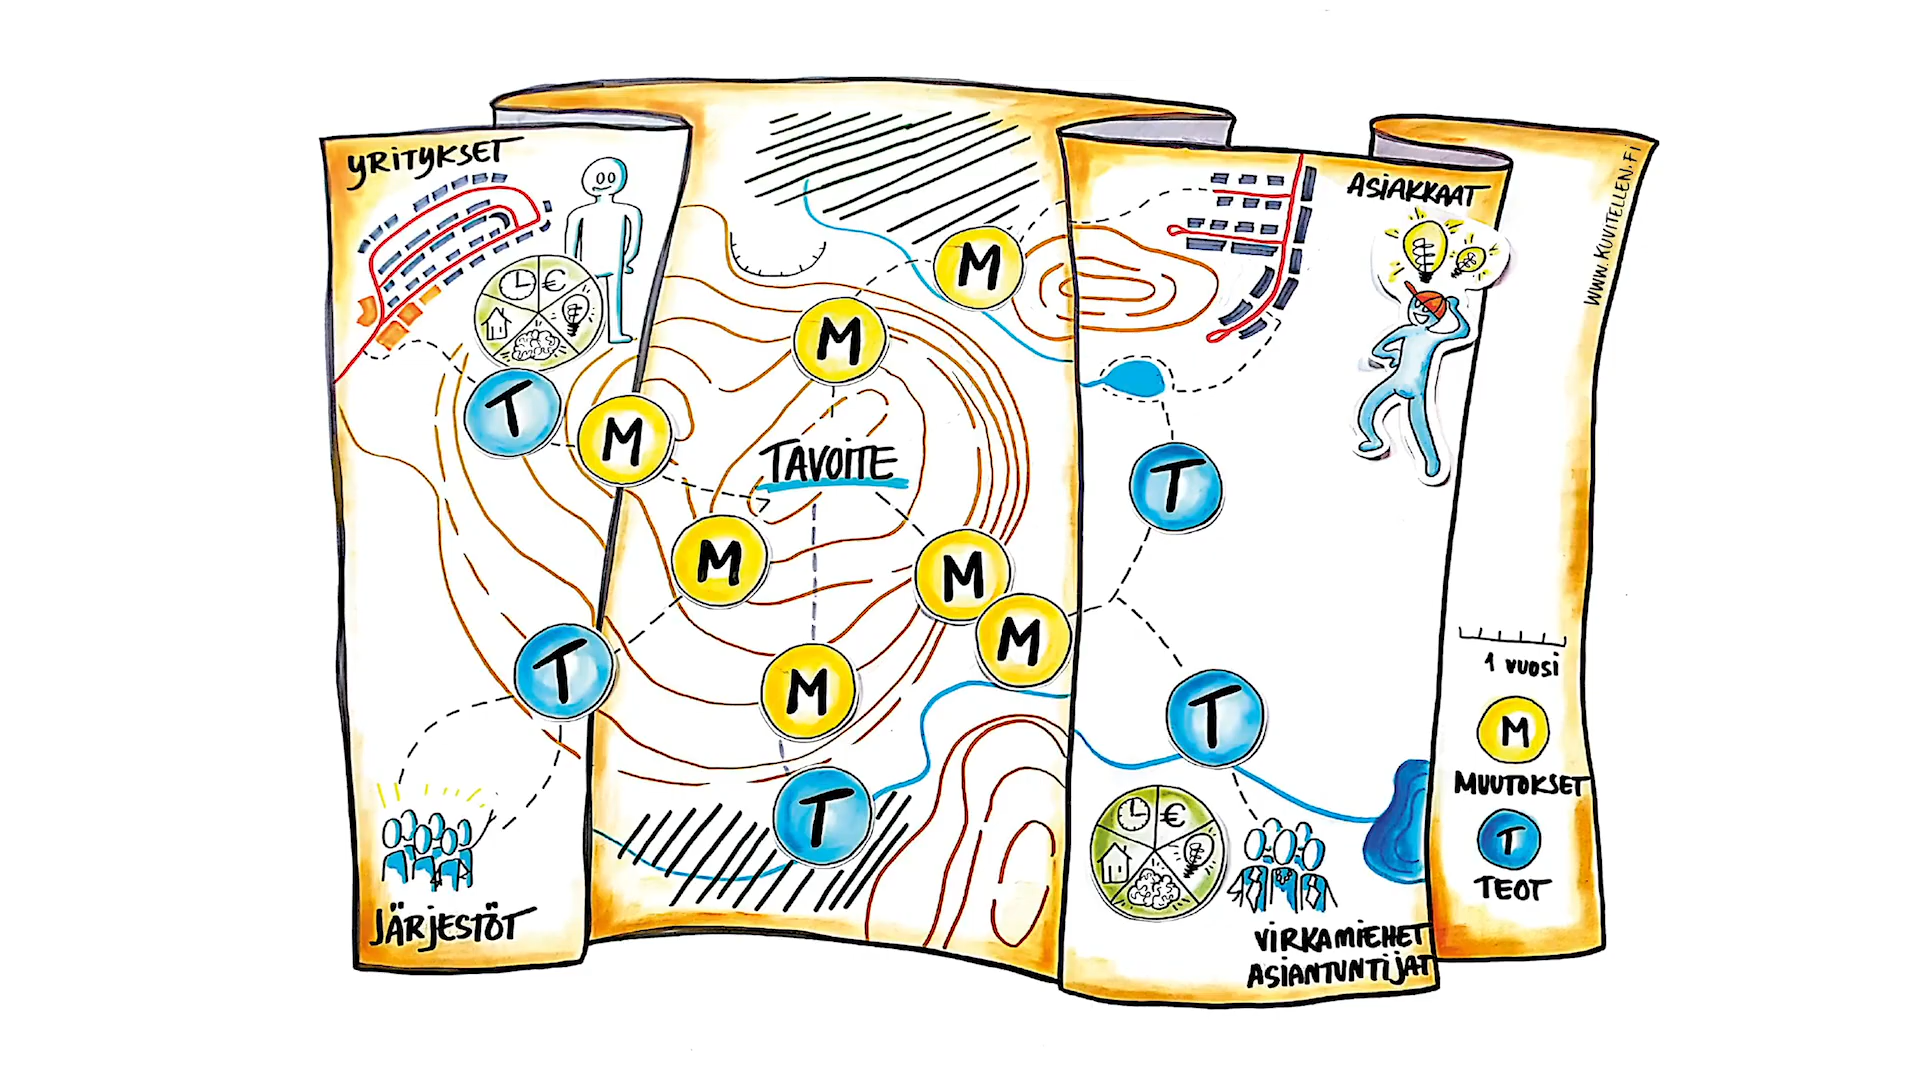 YRITYKSET
ASIAKKAAT
WWW.KUVITELLEN.FI
€
M
M
T
M
TAVOITE
T
M
M
M
T
M
T
T
€
1 vuosi
M
MUUTOKSET
T
TEOT
JÄRJESTÖT
VIRKAMIEHET
ASIANTUNTIJAT